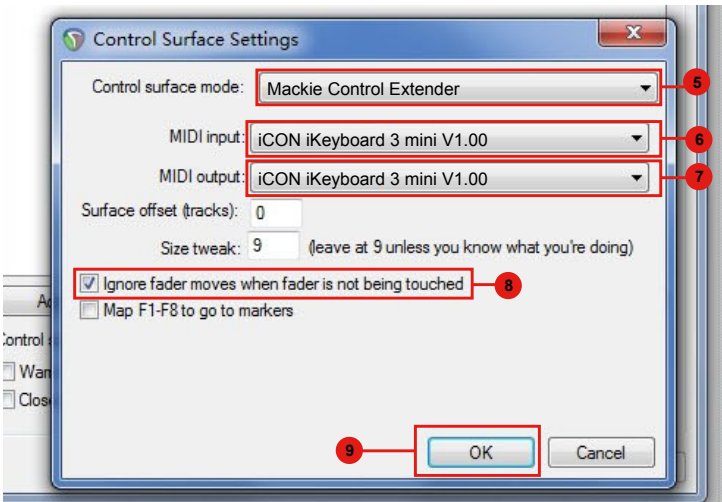 Control Surface Settings
Control surface mode: Mackie Control Extender 5
MIDI input: iCON iKeyboard 3 mini V1.00 6
MIDI output: iCON iKeyboard 3 mini V1.00 7
Surface offset (tracks): 0
Size tweak: 9 (leave at 9 unless you know what you're doing)
Ignore fader moves when fader is not being touched 8
Map F1-F8 to go to markers
9 OK Cancel